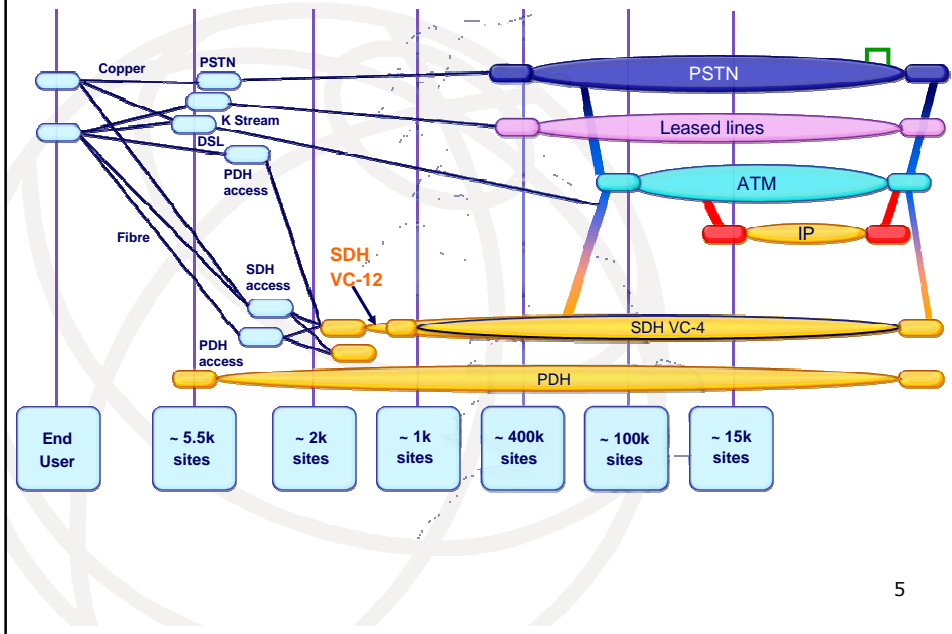 Copper
PSTN
PSTN
K Stream
Leased lines
DSL
PDH
access
ATM
Fibre
IP
SDH
VC-12
SDH
access
SDH VC-4
PDH
access
PDH
End
User
~ 5.5k
sites
~ 2k
sites
~ 1k
sites
~ 400k
sites
~ 100k
sites
~ 15k
sites
5